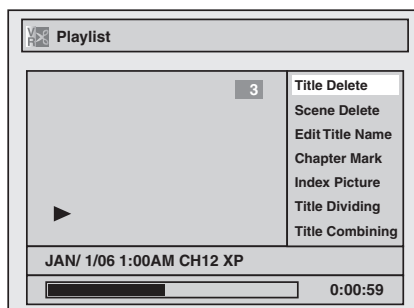 VR Playlist
3
Title Delete
Scene Delete
Edit Title Name
Chapter Mark
Index Picture
Title Dividing
Title Combining
JAN/ 1/06 1:00AM CH12 XP
0:00:59